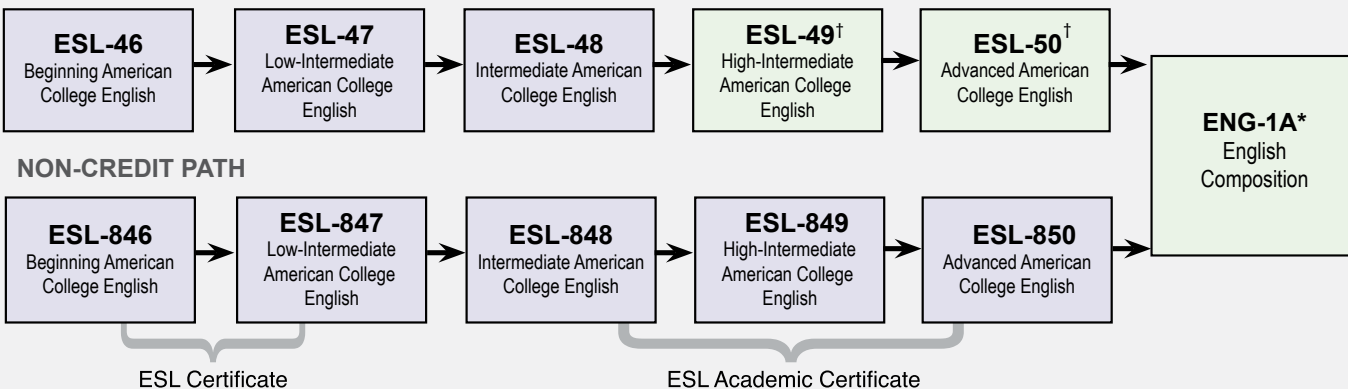 ESL-46
Beginning American
College English
ESL-47
Low-Intermediate
American College
English
ESL-48
Intermediate American
College English
ESL-49†
High-Intermediate
American College
English
ESL-50†
Advanced American
College English
ENG-1A*
English
Composition
NON-CREDIT PATH
ESL-846
Beginning American
College English
ESL-847
Low-Intermediate
American College
English
ESL-848
Intermediate American
College English
ESL-849
High-Intermediate
American College
English
ESL-850
Advanced American
College English
ESL Certificate
ESL Academic Certificate